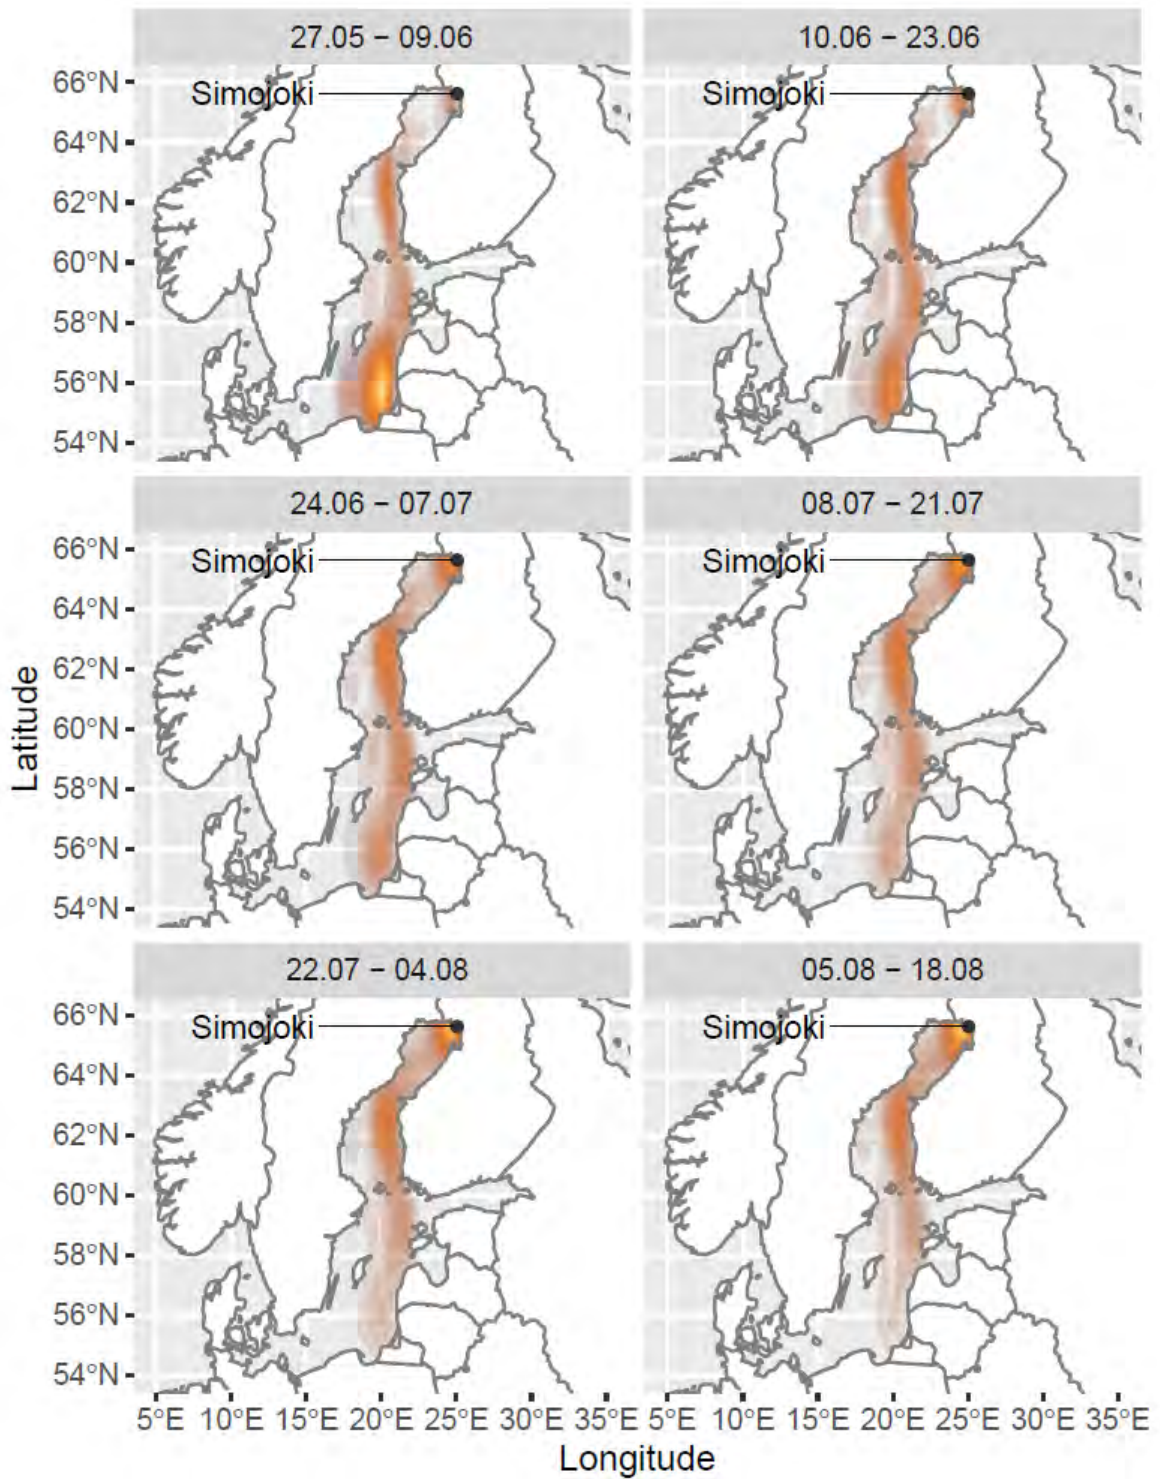 27.05 − 09.06
10.06 − 23.06
66°N
Simojoki
Simojoki
64°N
62°N
60°N
58°N
56°N
54°N
24.06 − 07.07
08.07 − 21.07
66°N
Simojoki
Simojoki
64°N
62°N
60°N
58°N
56°N
54°N
Latitude
22.07 − 04.08
05.08 − 18.08
66°N
Simojoki
Simojoki
64°N
62°N
60°N
58°N
56°N
54°N
5°E 10°E 15°E 20°E 25°E 30°E 35°E 5°E 10°E 15°E 20°E 25°E 30°E 35°E
Longitude